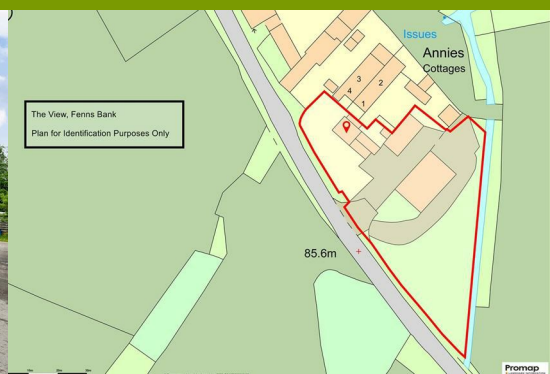 Issues
Annies
Cottages
3
2
4
1
The View, Fenns Bank
Plan for Identification Purposes Only
85.6m
Promap